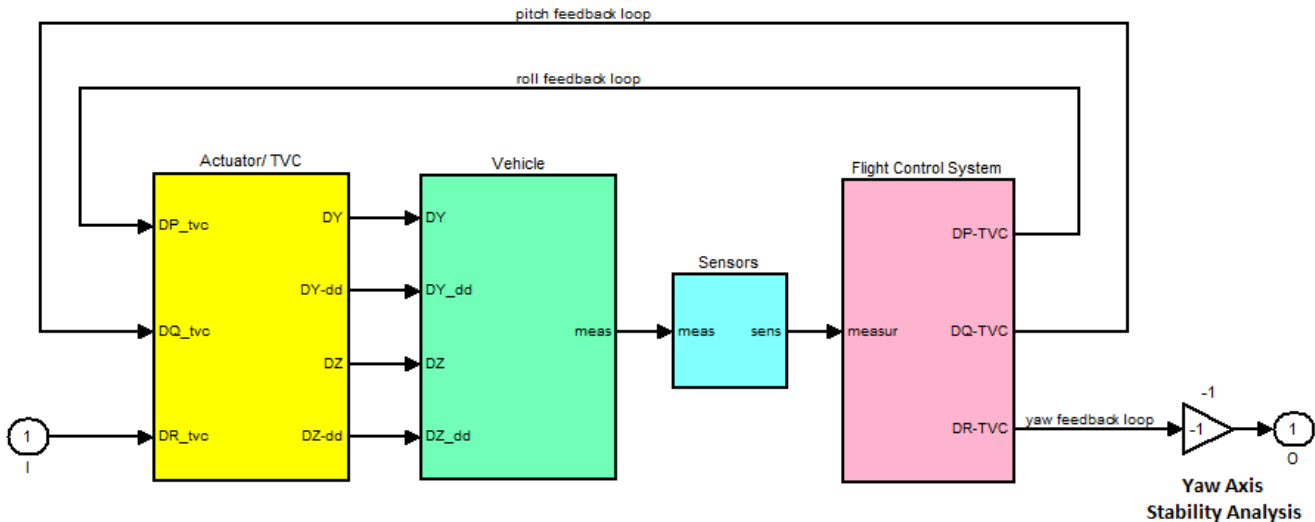 pitch feedback loop
roll feedback loop
Actuator/ TVC
Vehicle
Flight Control System
Sensors
DP_tvc
DQ_tvc
DR_tvc
DY
DY-dd
DZ
DZ-dd
DY
DY_dd
DZ
DZ_dd
meas
meas
sens
measur
DP-TVC
DQ-TVC
DR-TVC
yaw feedback loop
-1
-1
1
I
1
O
Yaw Axis
Stability Analysis